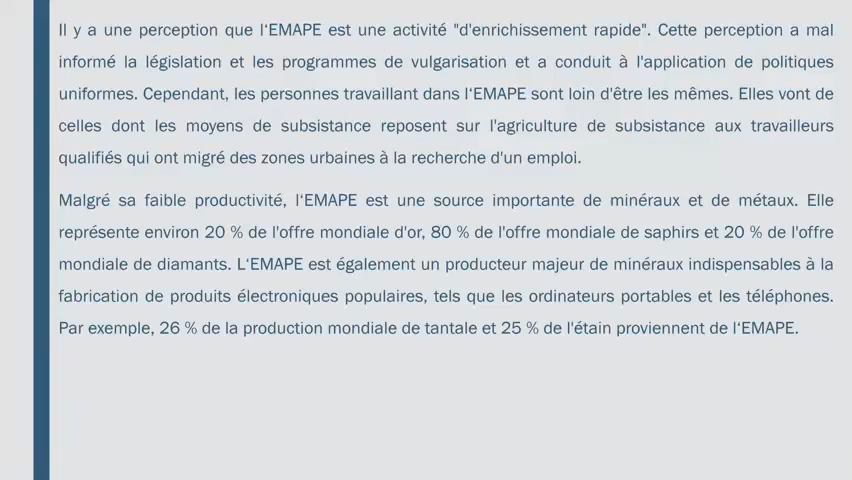 Il y a une perception que l‘EMAPE est une activité "d'enrichissement rapide". Cette perception a mal
informé la législation et les programmes de vulgarisation et a conduit à l'application de politiques
uniformes. Cependant, les personnes travaillant dans l‘EMAPE sont loin d'être les mêmes. Elles vont de
celles dont les moyens de subsistance reposent sur l'agriculture de subsistance aux travailleurs
qualifiés qui ont migré des zones urbaines à la recherche d'un emploi.
Malgré sa faible productivité, l‘EMAPE est une source importante de minéraux et de métaux. Elle
représente environ 20 % de l'offre mondiale d'or, 80 % de l'offre mondiale de saphirs et 20 % de l'offre
mondiale de diamants. L‘EMAPE est également un producteur majeur de minéraux indispensables à la
fabrication de produits électroniques populaires, tels que les ordinateurs portables et les téléphones.
Par exemple, 26 % de la production mondiale de tantale et 25 % de l'étain proviennent de l‘EMAPE.